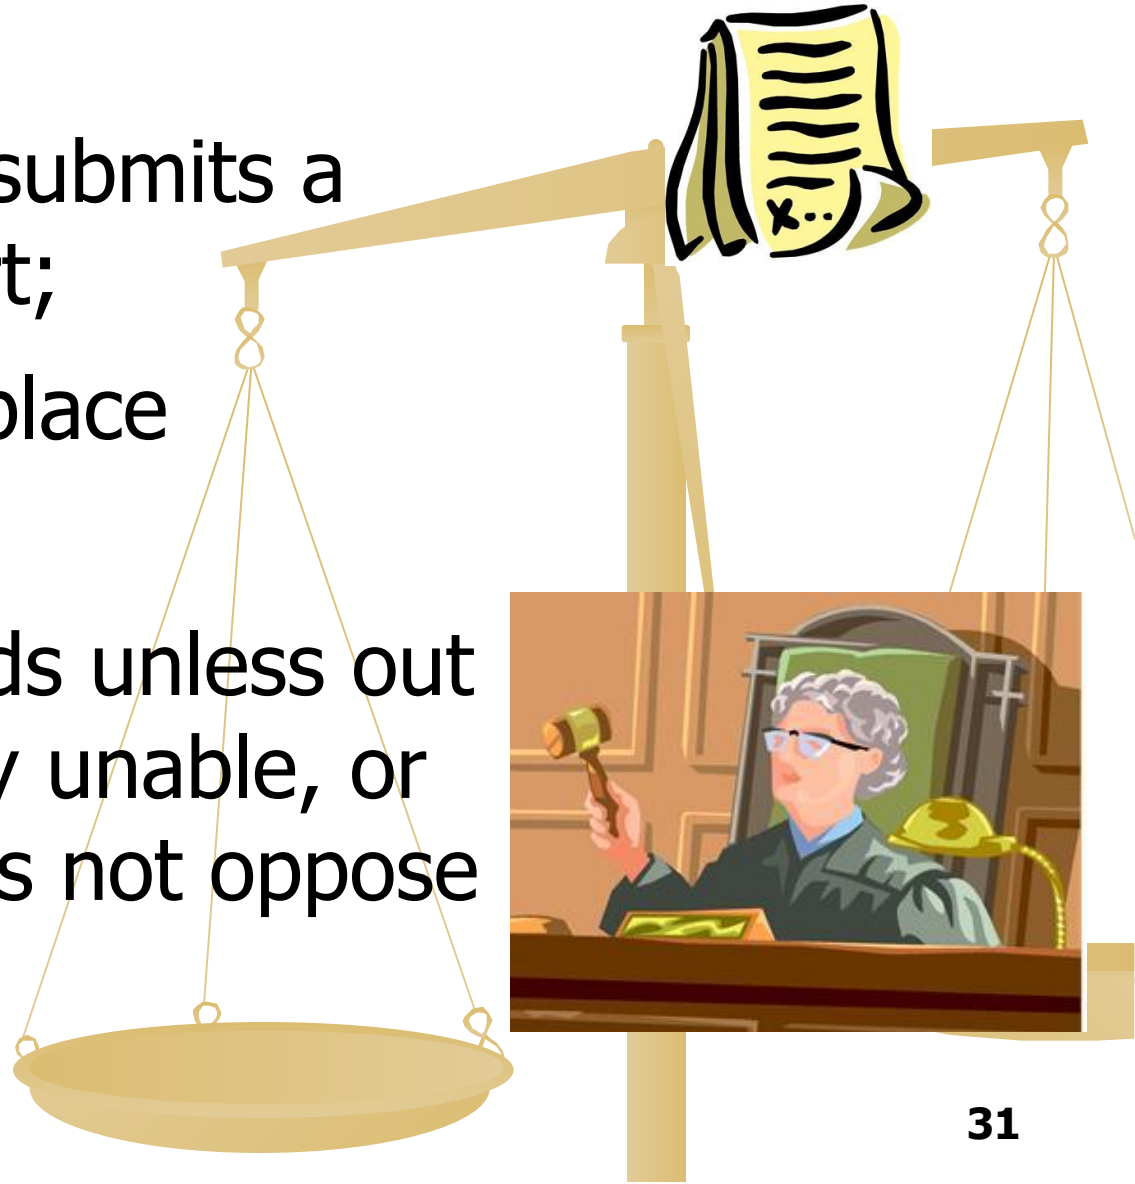 submits a
t;
place
ds unless out
y unable, or
s not oppose
31